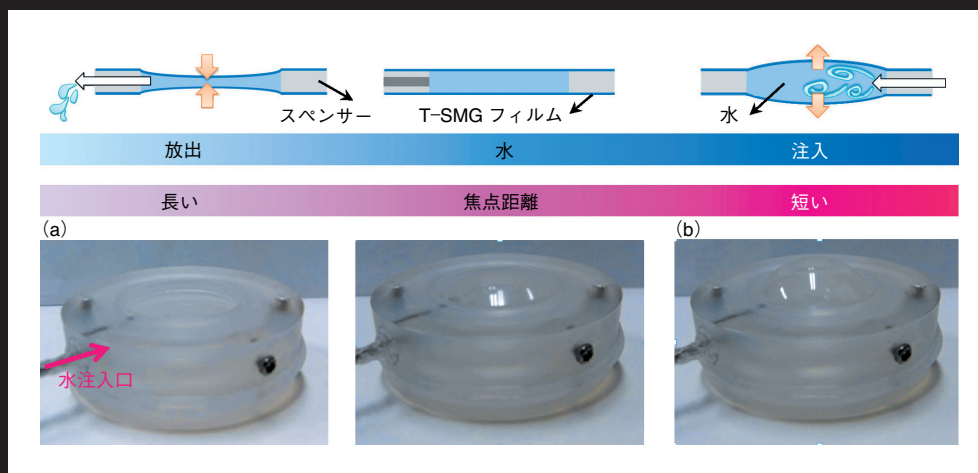 スペンサー
T-SMG フィルム
水
放出
水
注入
長い
焦点距離
短い
(a)
(b)
水注入口